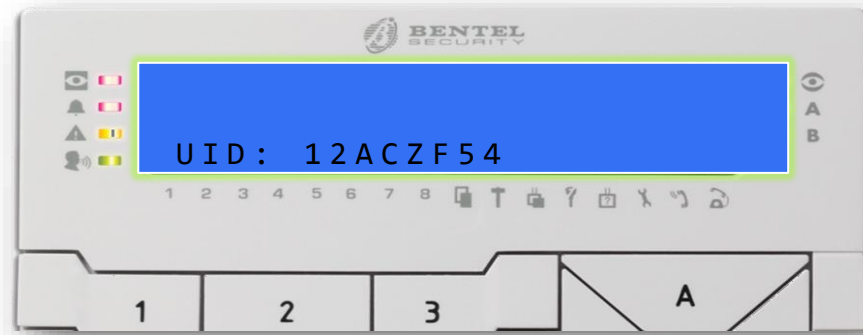 BENTEL
SECURITY
A
B
UID: 12ACZF54
1 2 3 4 5 6 7 8
1 2 3 A